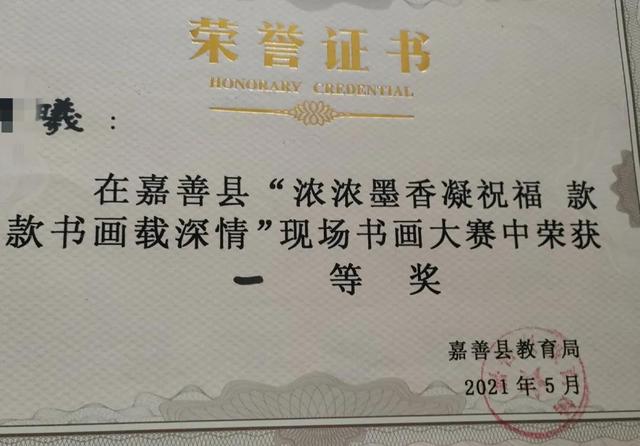 荣誉证书
HONORARY CREDENTIAL
曦：
在嘉善县“浓浓墨香凝祝福 款
款书画载深情”现场书画大赛中荣获
一 等 奖
嘉善县教育局
2021年5月